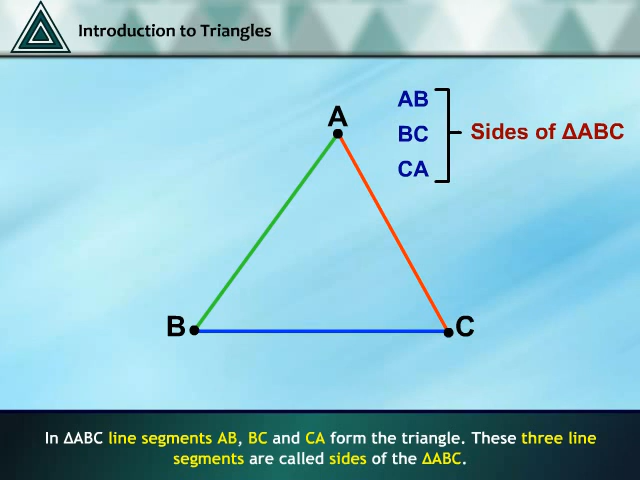 Introduction to Triangles
AB
BC
CA
Sides of ΔABC
A
B
C
In ΔABC line segments AB, BC and CA form the triangle. These three line
segments are called sides of the ΔABC.